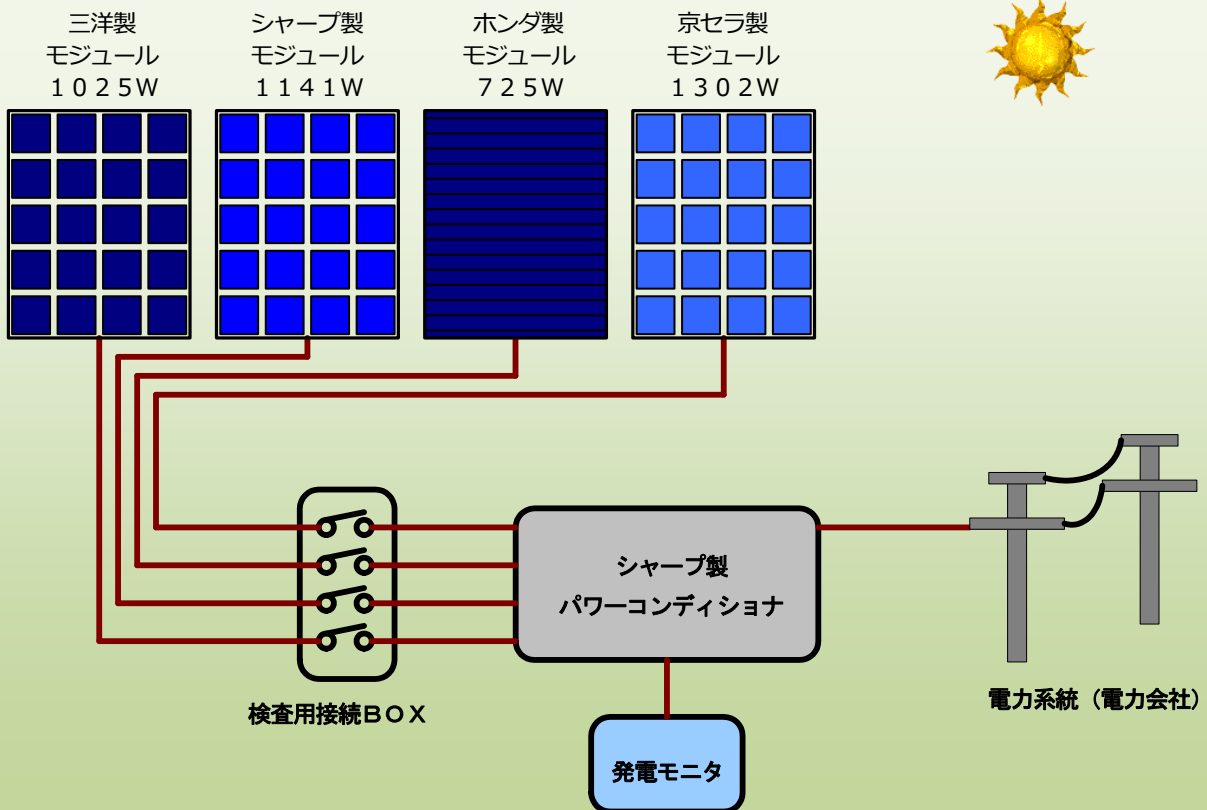 三洋製
モジュール
１０２５W
シャープ製
モジュール
１１４１W
ホンダ製
モジュール
７２５W
京セラ製
モジュール
１３０２W
シャープ製
パワーコンディショナ
検査用接続ＢＯＸ
電力系統（電力会社）
発電モニタ